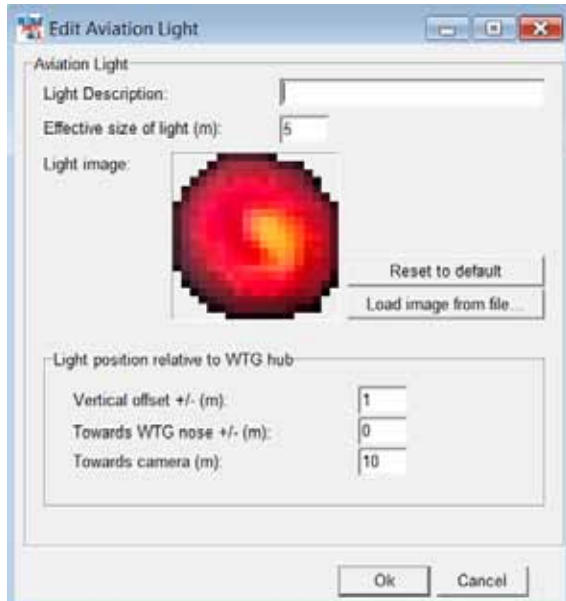 Edit Aviation Light
Aviation Light
Light Description:
Effective size of light (m): 5
Light image:
Reset to default
Load image from file...
Light position relative to WTG hub
Vertical offset +/- (m): 1
Towards WTG nose +/- (m): 0
Towards camera (m): 10
Ok Cancel